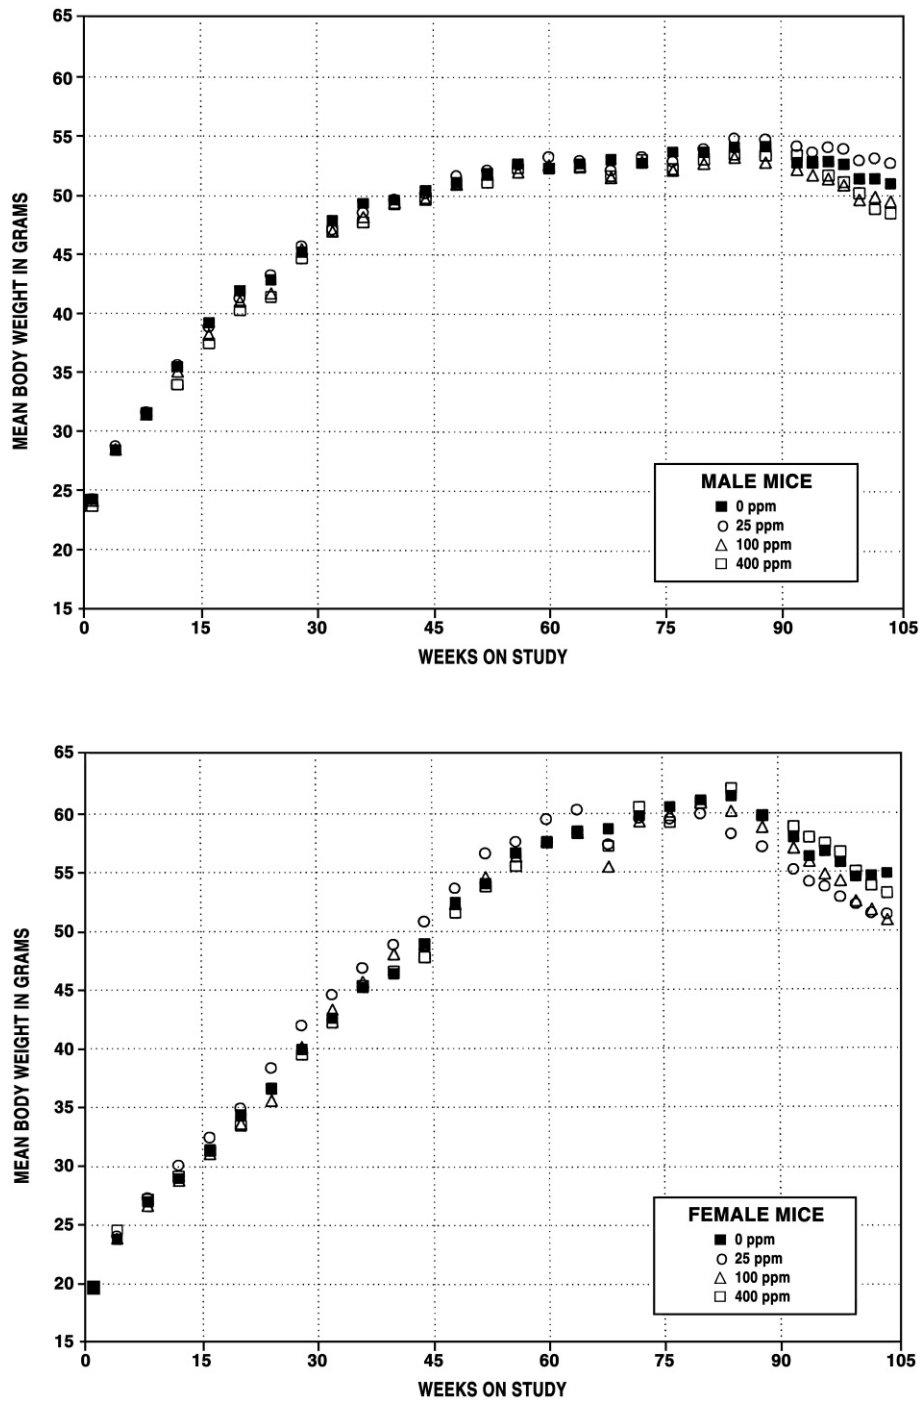 65
60
55
50
45
40
35
30
25
20
15
MEAN BODY WEIGHT IN GRAMS
MALE MICE
0 ppm
25 ppm
100 ppm
400 ppm
0 15 30 45 60 75 90 105
WEEKS ON STUDY
65
60
55
50
45
40
35
30
25
20
15
MEAN BODY WEIGHT IN GRAMS
FEMALE MICE
0 ppm
25 ppm
100 ppm
400 ppm
0 15 30 45 60 75 90 105
WEEKS ON STUDY